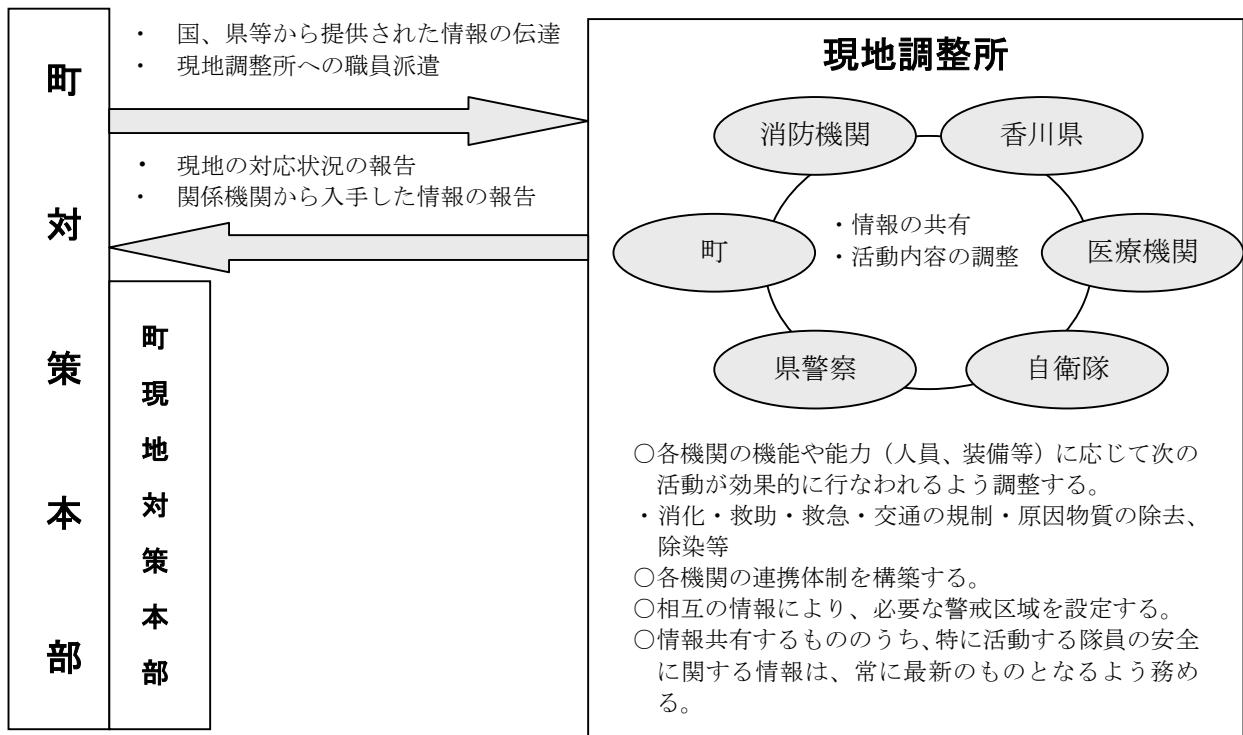 町対策本部
町現地対策本部
・ 国、県等から提供された情報の伝達
・ 現地調整所への職員派遣
・ 現地の対応状況の報告
・ 関係機関から入手した情報の報告
現地調整所
消防機関
香川県
町
・情報の共有
・活動内容の調整
医療機関
県警察
自衛隊
○各機関の機能や能力（人員、装備等）に応じて次の
活動が効果的に行なわれるよう調整する。
・消化・救助・救急・交通の規制・原因物質の除去、
除染等
○各機関の連携体制を構築する。
○相互の情報により、必要な警戒区域を設定する。
○情報共有するもののうち、特に活動する隊員の安全
に関する情報は、常に最新のものとなるよう務め
る。